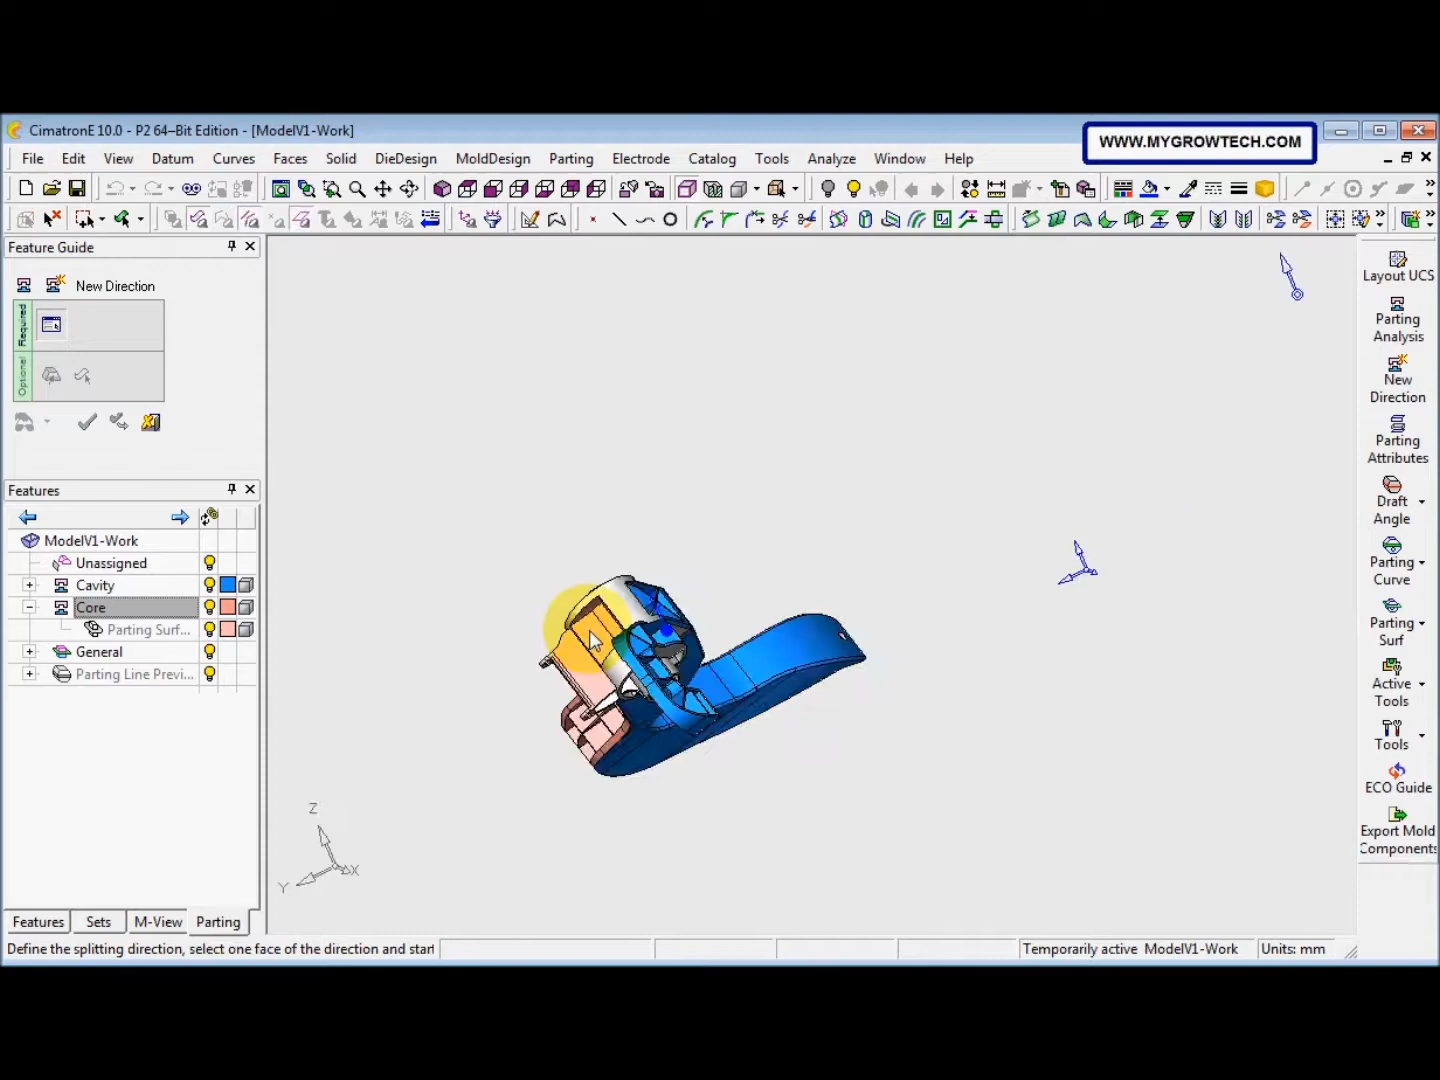 CimatronE 10.0 - P2 64–Bit Edition - [ModelV1-Work]
WWW.MYGROWTECH.COM
File Edit View Datum Curves Faces Solid DieDesign MoldDesign Parting Electrode Catalog Tools Analyze Window Help
Feature Guide
New Direction
Required
Optional
Features
ModelV1-Work
Unassigned
Cavity
Core
Parting Surf...
General
Parting Line Previ...
Layout UCS
Parting
Analysis
New
Direction
Parting
Attributes
Draft
Angle
Parting
Curve
Parting
Surf
Active
Tools
Tools
ECO Guide
Export Mold
Components
Z
X
Y
Features Sets M-View Parting
Define the splitting direction, select one face of the direction and start
Temporarily active ModelV1-Work Units: mm